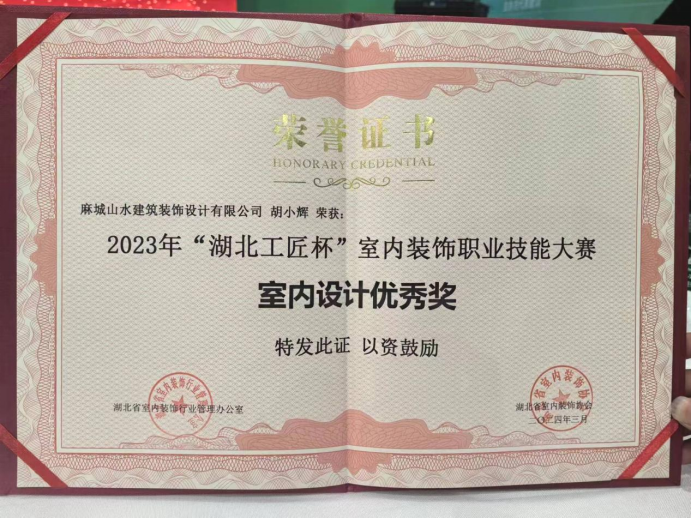 荣誉证书
HONORARY CREDENTIAL
麻城山水建筑装饰设计有限公司 胡小辉 荣获：
2023年“湖北工匠杯”室内装饰职业技能大赛
室内设计优秀奖
特发此证 以资鼓励
湖北省室内装饰行业管理办公室
湖北省室内装饰协会
二〇二四年三月